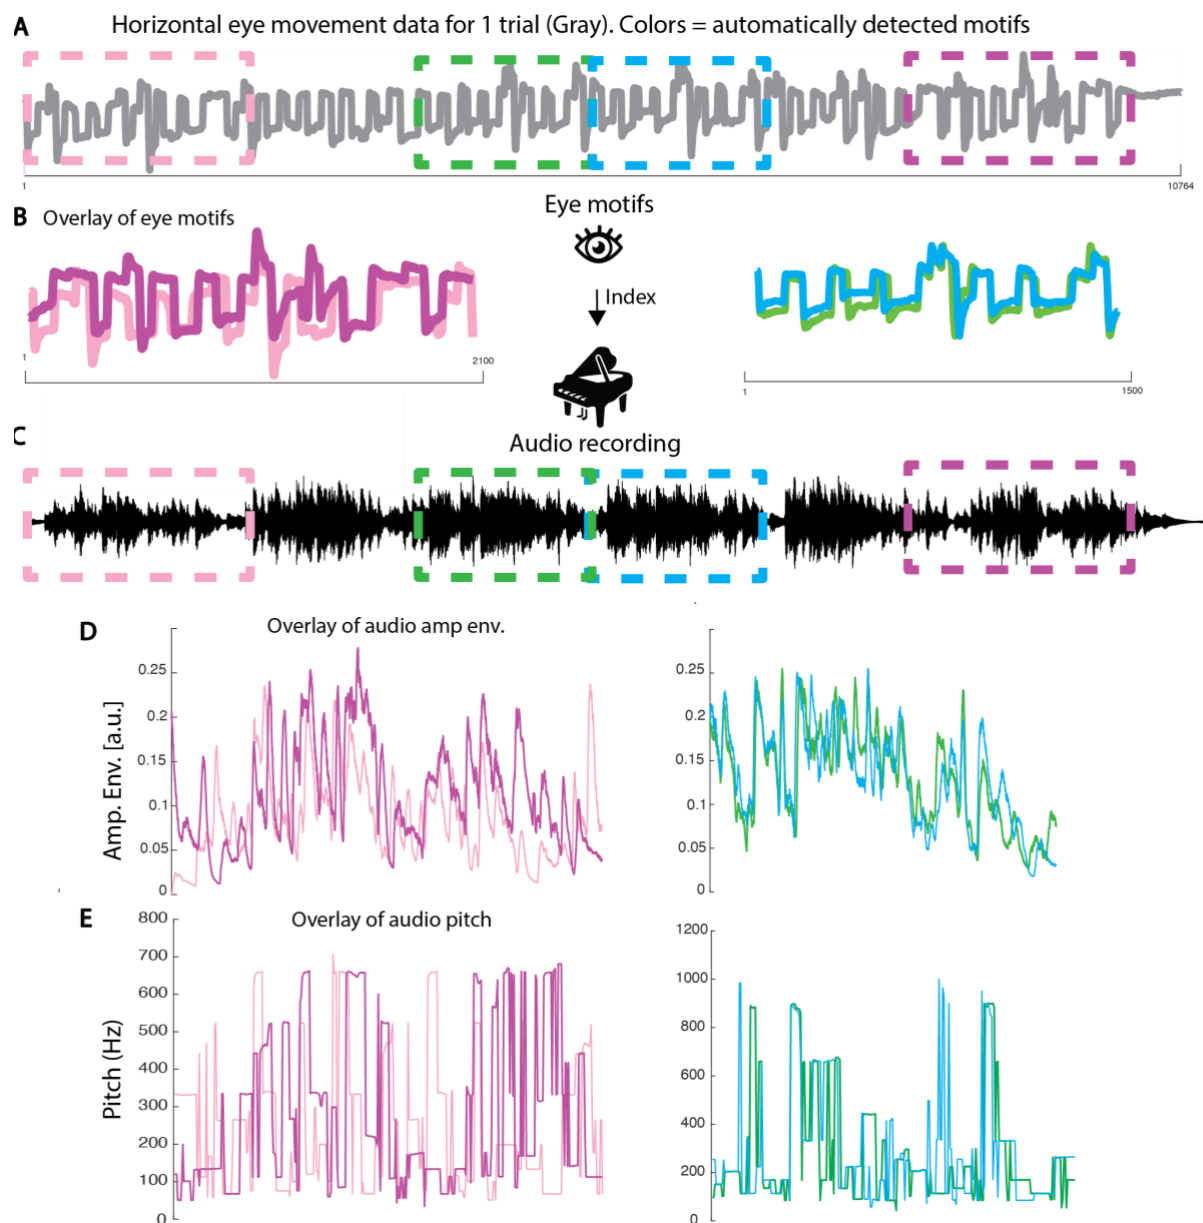 A
Horizontal eye movement data for 1 trial (Gray). Colors = automatically detected motifs
1
10764
B
Overlay of eye motifs
Eye motifs
Index
1
2100
1
1500
C
Audio recording
D
Overlay of audio amp env.
Amp. Env. [a.u.]
0.25
0.2
0.15
0.1
0.05
0
0.25
0.2
0.15
0.1
0.05
0
E
Overlay of audio pitch
Pitch (Hz)
800
700
600
500
400
300
200
100
0
1200
1000
800
600
400
200
0